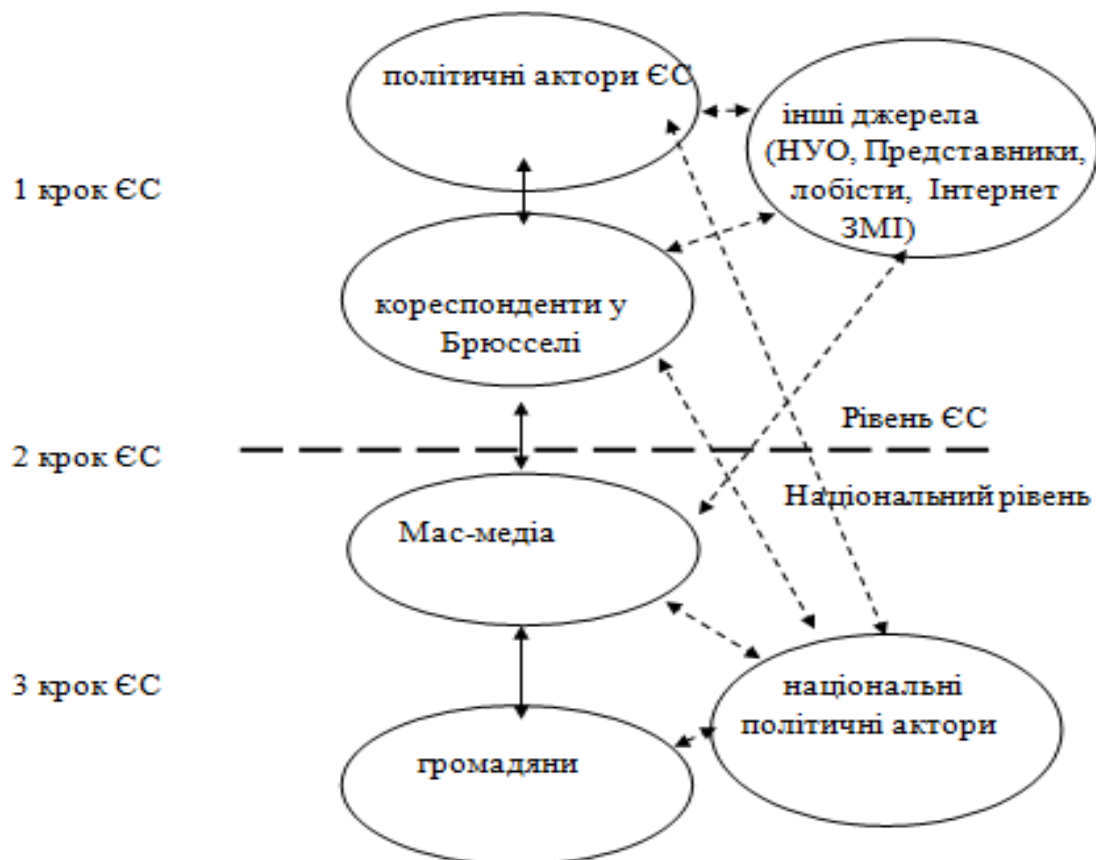 політичні актори ЄС
інші джерела
(НУО, Представники,
лобісти, Інтернет
ЗМІ)
1 крок ЄС
кореспонденти у
Брюсселі
Рівень ЄС
2 крок ЄС
Національний рівень
Мас-медіа
3 крок ЄС
національні
політичні актори
громадяни